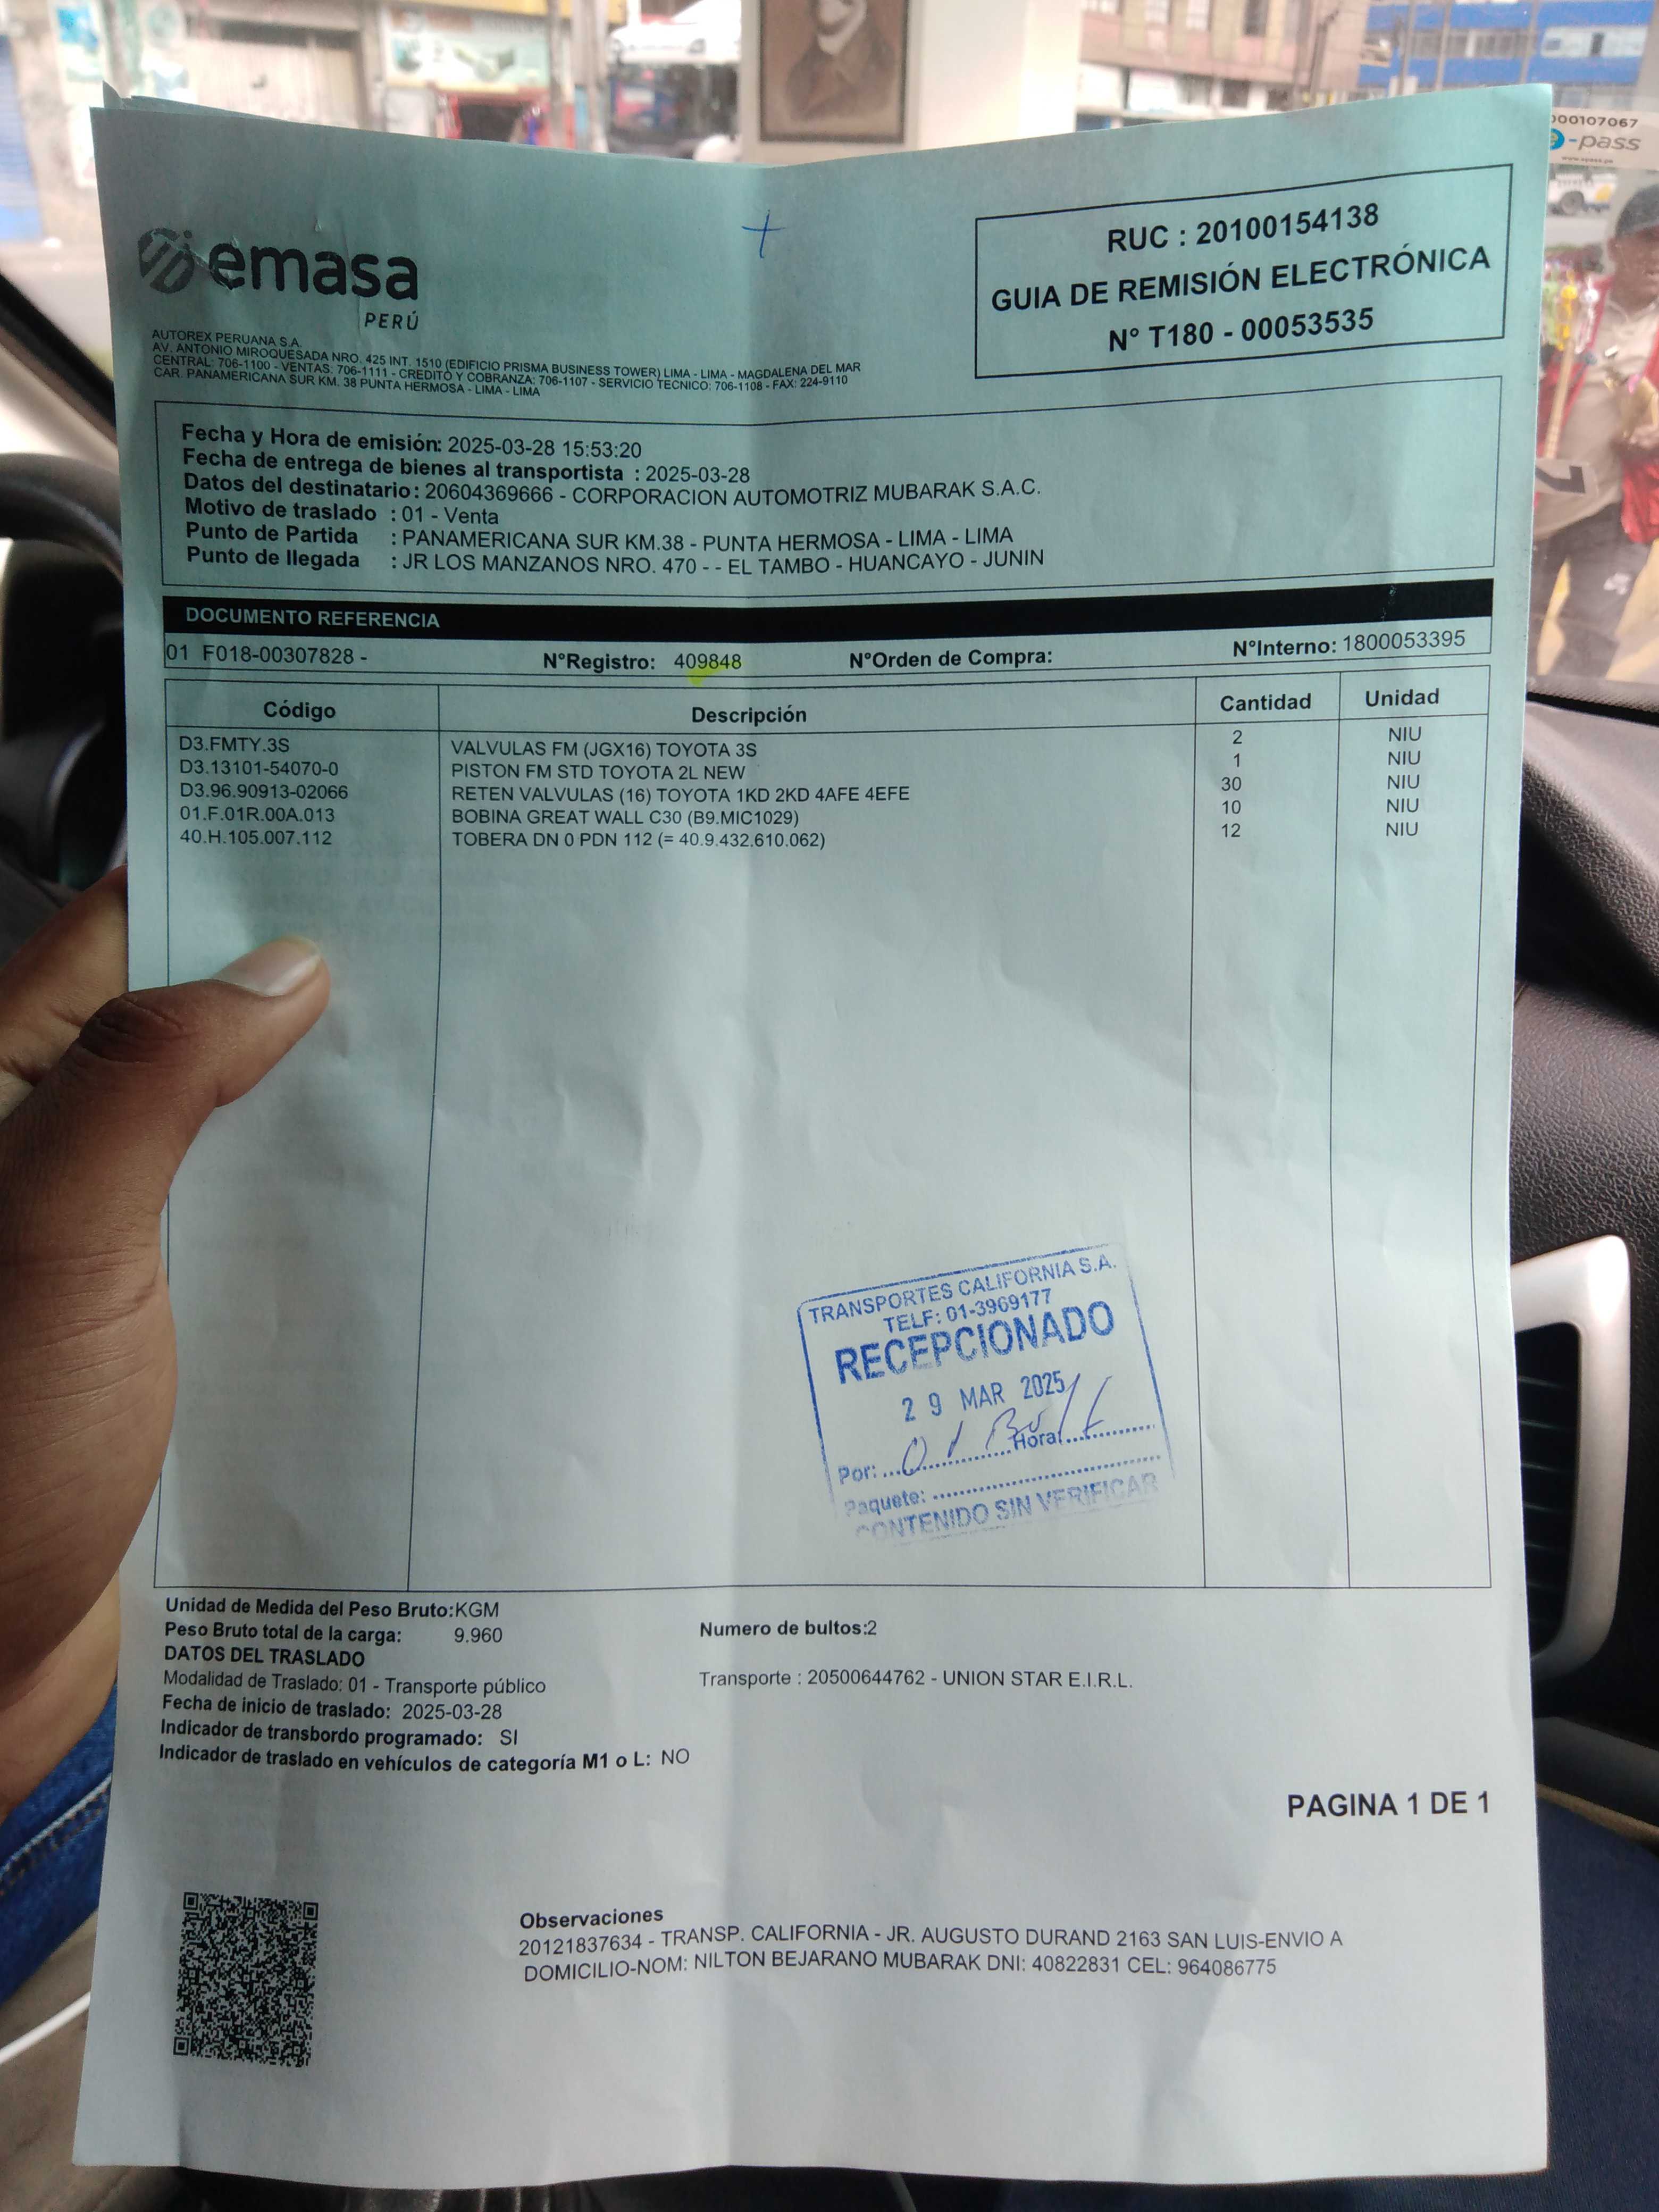 000107067
e-pass
www.epass.pe
emasa
PERÚ
RUC : 20100154138
GUIA DE REMISIÓN ELECTRÓNICA
N° T180 - 00053535
AUTOREX PERUANA S.A.
AV. ANTONIO MIROQUESADA NRO. 425 INT. 1510 (EDIFICIO PRISMA BUSINESS TOWER) LIMA - LIMA - MAGDALENA DEL MAR
CENTRAL: 706-1100 - VENTAS: 706-1111 - CREDITO Y COBRANZA: 706-1107 - SERVICIO TECNICO: 706-1108 - FAX: 224-9110
CAR. PANAMERICANA SUR KM. 38 PUNTA HERMOSA - LIMA - LIMA
Fecha y Hora de emisión: 2025-03-28 15:53:20
Fecha de entrega de bienes al transportista : 2025-03-28
Datos del destinatario: 20604369666 - CORPORACION AUTOMOTRIZ MUBARAK S.A.C.
Motivo de traslado : 01 - Venta
Punto de Partida : PANAMERICANA SUR KM.38 - PUNTA HERMOSA - LIMA - LIMA
Punto de llegada : JR LOS MANZANOS NRO. 470 - - EL TAMBO - HUANCAYO - JUNIN
DOCUMENTO REFERENCIA
01 F018-00307828 - N°Registro: 409848 N°Orden de Compra: N°Interno: 1800053395
Código Descripción Cantidad Unidad
D3.FMTY.3S VALVULAS FM (JGX16) TOYOTA 3S 2 NIU
D3.13101-54070-0 PISTON FM STD TOYOTA 2L NEW 1 NIU
D3.96.90913-02066 RETEN VALVULAS (16) TOYOTA 1KD 2KD 4AFE 4EFE 30 NIU
01.F.01R.00A.013 BOBINA GREAT WALL C30 (B9.MIC1029) 10 NIU
40.H.105.007.112 TOBERA DN 0 PDN 112 (= 40.9.432.610.062) 12 NIU
TRANSPORTES CALIFORNIA S.A.
TELF: 01-3969177
RECEPCIONADO
29 MAR 2025
Por: Hora:
Paquete:
CONTENIDO SIN VERIFICAR
Unidad de Medida del Peso Bruto:KGM
Peso Bruto total de la carga: 9.960 Numero de bultos:2
DATOS DEL TRASLADO
Modalidad de Traslado: 01 - Transporte público Transporte : 20500644762 - UNION STAR E.I.R.L.
Fecha de inicio de traslado: 2025-03-28
Indicador de transbordo programado: SI
Indicador de traslado en vehículos de categoría M1 o L: NO
PAGINA 1 DE 1
Observaciones
20121837634 - TRANSP. CALIFORNIA - JR. AUGUSTO DURAND 2163 SAN LUIS-ENVIO A
DOMICILIO-NOM: NILTON BEJARANO MUBARAK DNI: 40822831 CEL: 964086775